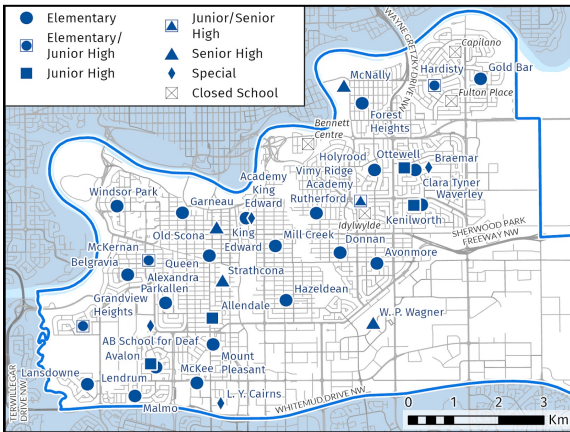 Elementary
Elementary/
Junior High
Junior High
Junior/Senior
High
Senior High
Special
Closed School
WAYNE GRETZKY DRIVE NW
Capilano
McNally
Hardisty
Gold Bar
Fulton Place
Forest
Heights
Bennett
Centre
Holyrood
Ottewell
Braemar
Academy
King
Edward
Vimy Ridge
Academy
Clara Tyner
Windsor Park
Garneau
Rutherford
Waverley
Kenilworth
Idylwylde
SHERWOOD PARK
FREEWAY NW
Old Scona
King
Edward
Mill Creek
Donnan
McKernan
Belgravia
Queen
Alexandra
Avonmore
Strathcona
Parkallen
Hazeldean
Grandview
Heights
Allendale
W. P. Wagner
AB School for Deaf
Avalon
Mount
Pleasant
Lansdowne
Lendrum
McKee
L. Y. Cairns
Malmo
WHITEMUD DRIVE NW
TERWILLEGAR
DRIVE NW
0 1 2 3
Km